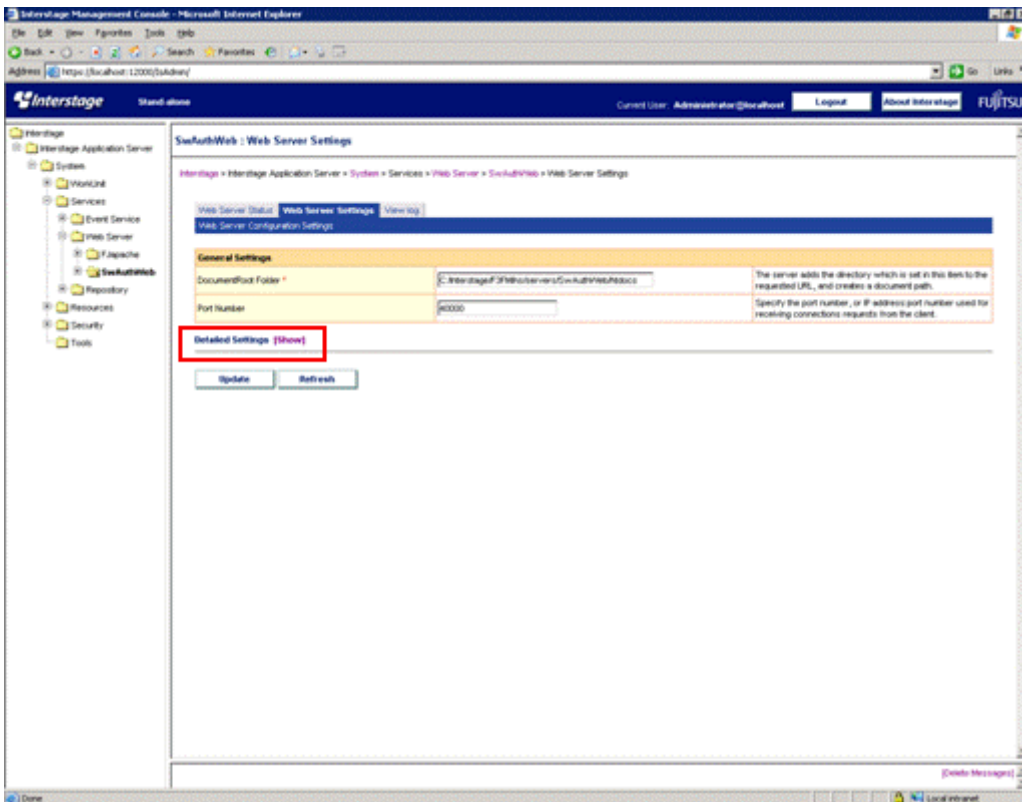 Interstage Management Console - Microsoft Internet Explorer
File Edit View Favorites Tools Help
Back Search Favorites
Address https://localhost:12000/IsAdmin/ Go Links
Interstage Stand-alone Current User: Administrator@localhost Logout About Interstage FUJITSU
Interstage
Interstage Application Server
System
WorkUnit
Services
Event Service
Web Server
FJapache
SwAuthWeb
Repository
Resources
Security
Tools
SwAuthWeb : Web Server Settings
Interstage > Interstage Application Server > System > Services > Web Server > SwAuthWeb > Web Server Settings
Web Server Status Web Server Settings View log
Web Server Configuration Settings
General Settings
DocumentRoot Folder * C:/Interstage/F3FMihs/servers/SwAuthWeb/htdocs The server adds the directory which is set in this item to the
requested URL, and creates a document path.
Port Number 40000 Specify the port number, or IP address:port number used for
receiving connections requests from the client.
Detailed Settings [Show]
Update Refresh
[Delete Messages]
Done Local intranet